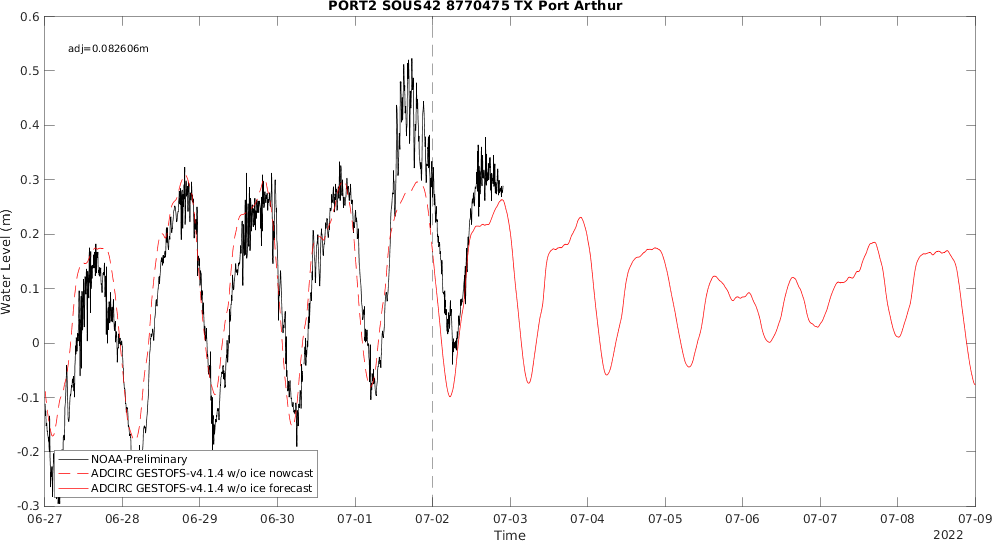 PORT2 SOUS42 8770475 TX Port Arthur
adj=0.082606m
0.6
0.5
0.4
0.3
0.2
0.1
0
-0.1
-0.2
-0.3
Water Level (m)
NOAA-Preliminary
ADCIRC GESTOFS-v4.1.4 w/o ice nowcast
ADCIRC GESTOFS-v4.1.4 w/o ice forecast
06-27 06-28 06-29 06-30 07-01 07-02 07-03 07-04 07-05 07-06 07-07 07-08 07-09
Time
2022